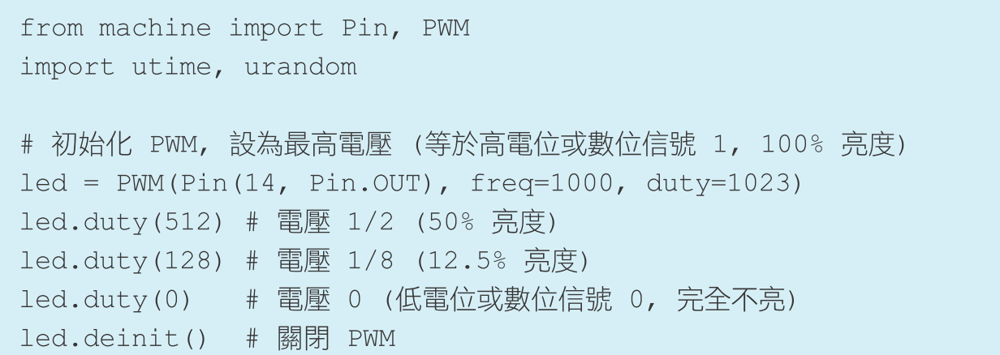 from machine import Pin, PWM
import utime, urandom

# 初始化 PWM, 設為最高電壓 (等於高電位或數位信號 1, 100% 亮度)
led = PWM(Pin(14, Pin.OUT), freq=1000, duty=1023)
led.duty(512) # 電壓 1/2 (50% 亮度)
led.duty(128) # 電壓 1/8 (12.5% 亮度)
led.duty(0)   # 電壓 0 (低電位或數位信號 0, 完全不亮)
led.deinit()  # 關閉 PWM